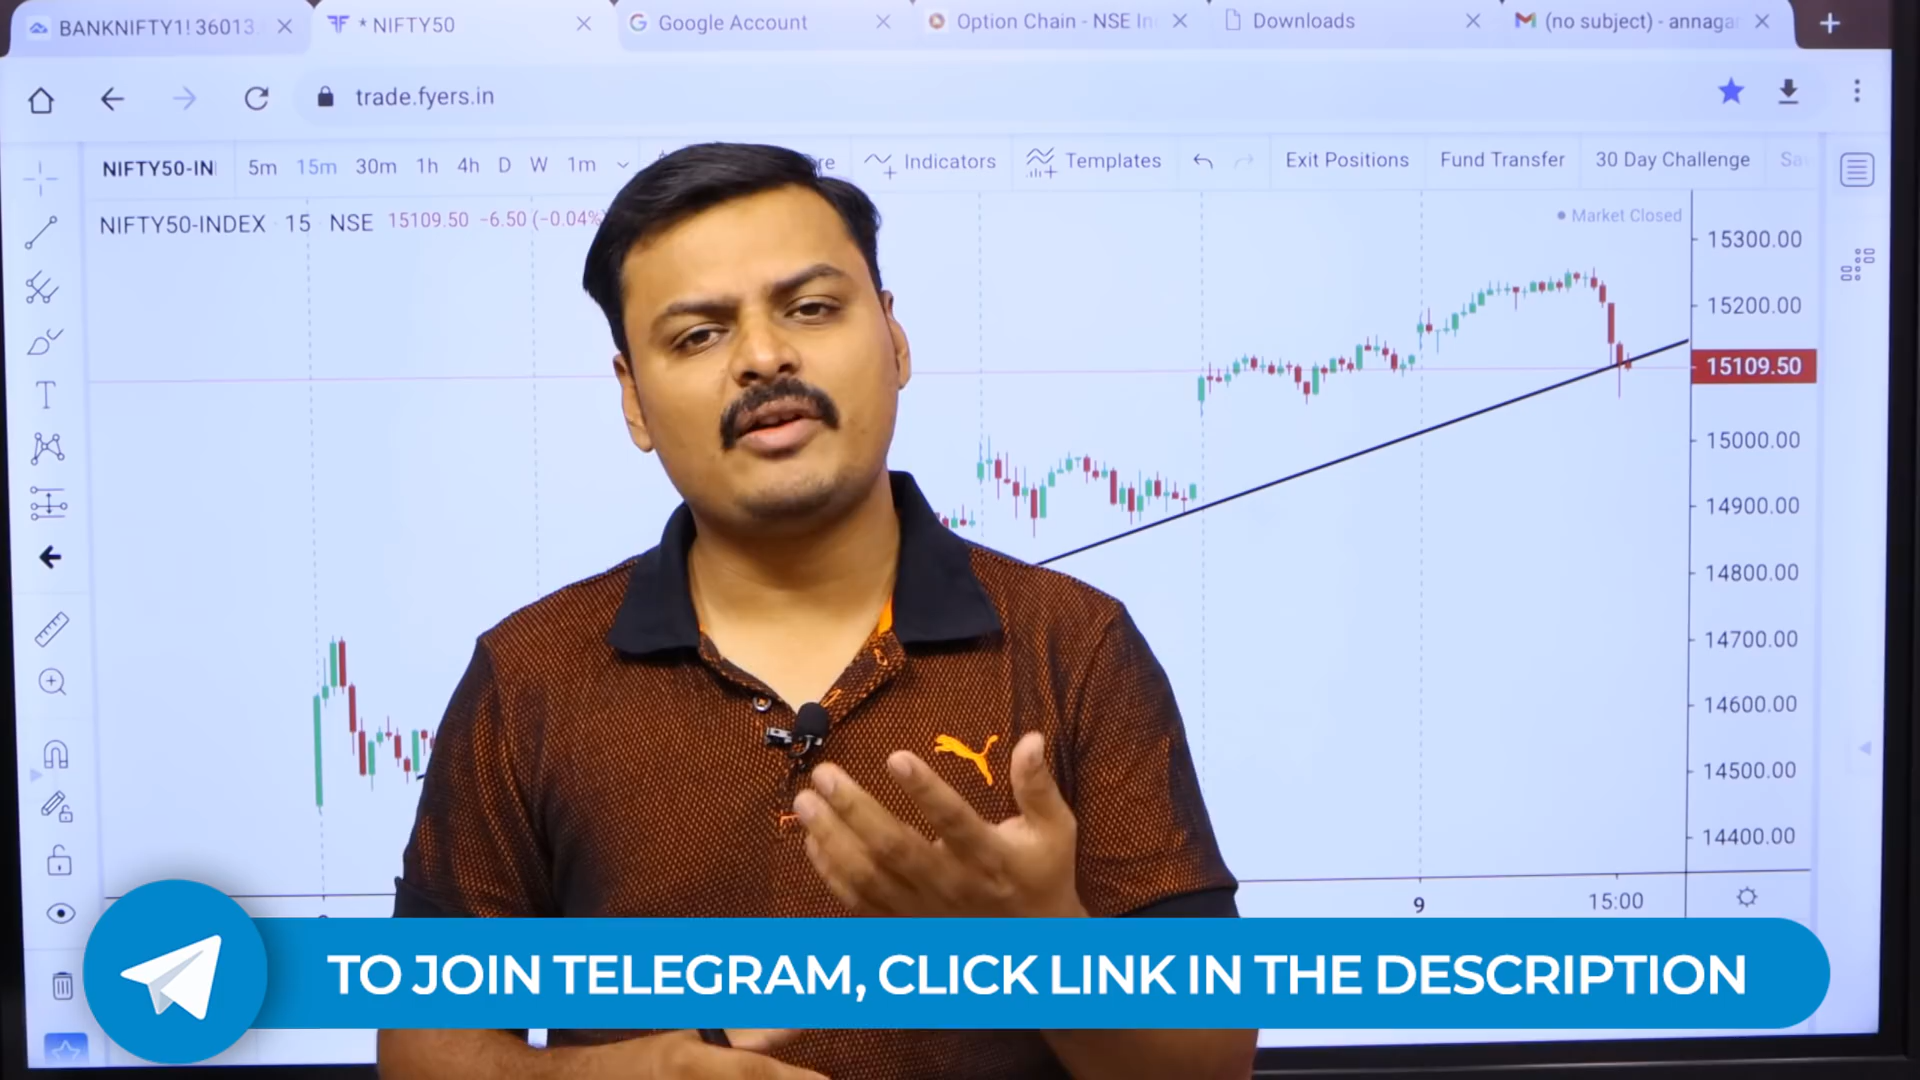 BANKNIFTY1! 36013.
* NIFTY50
Google Account
Option Chain - NSE In
Downloads
(no subject) - annaga
trade.fyers.in
NIFTY50-IN
5m 15m 30m 1h 4h D W 1m
Indicators
Templates
Exit Positions
Fund Transfer
30 Day Challenge
NIFTY50-INDEX · 15 NSE 15109.50 −6.50 (−0.04%)
Market Closed
15300.00
15200.00
15109.50
15000.00
14900.00
14800.00
14700.00
14600.00
14500.00
14400.00
9
15:00
TO JOIN TELEGRAM, CLICK LINK IN THE DESCRIPTION